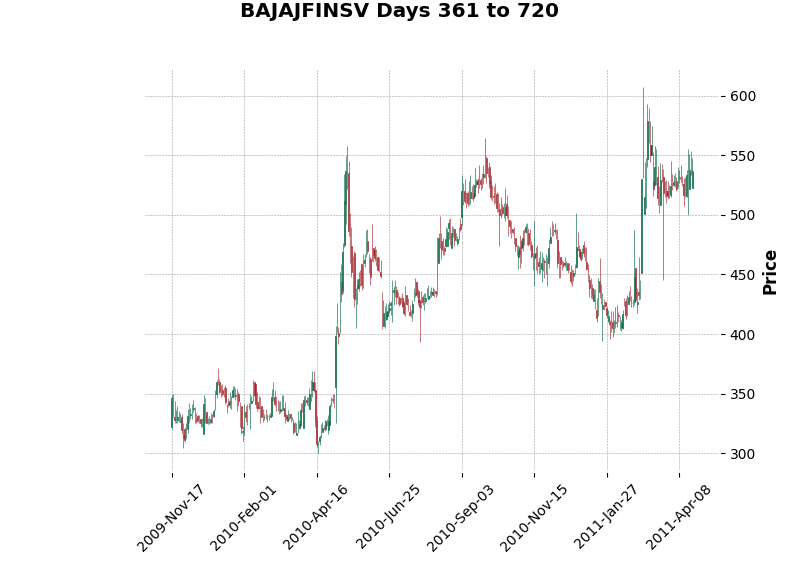 BAJAJFINSV Days 361 to 720
600
550
500
450
400
350
300
Price
2009-Nov-17
2010-Feb-01
2010-Apr-16
2010-Jun-25
2010-Sep-03
2010-Nov-15
2011-Jan-27
2011-Apr-08